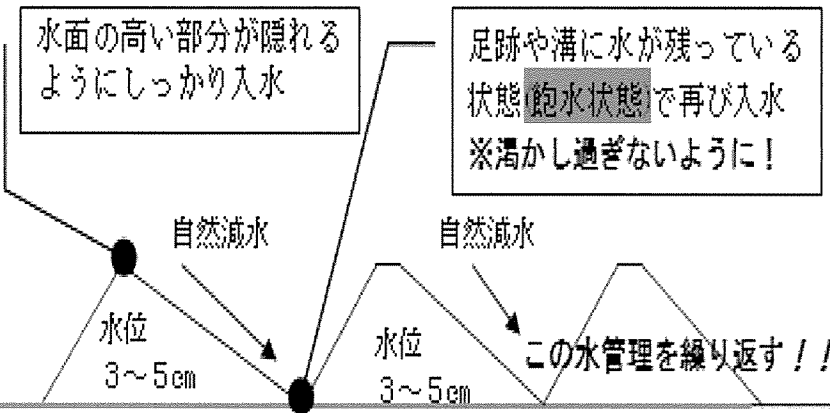 水面の高い部分が隠れる
ようにしっかり入水
足跡や溝に水が残っている
状態(飽水状態)で再び入水
※渇かし過ぎないように!
自然減水
自然減水
水位
3～5cm
水位
3～5cm
この水管理を繰り返す!!